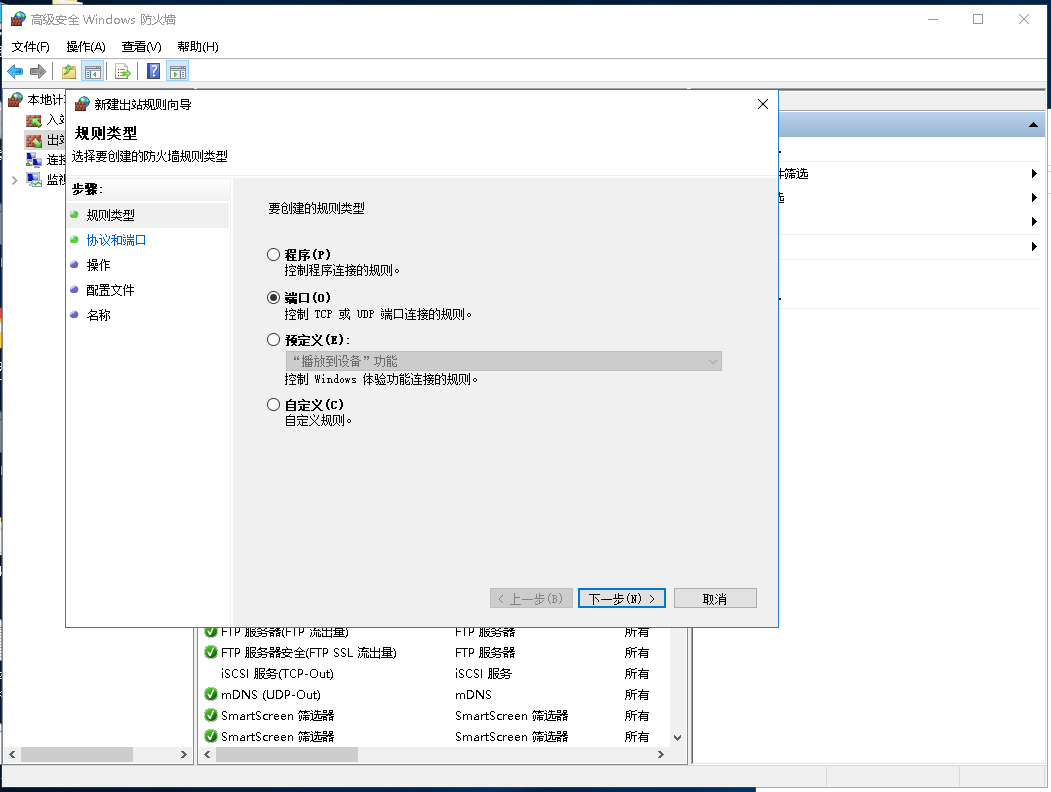 高级安全 Windows 防火墙
文件(F) 操作(A) 查看(V) 帮助(H)
本地计
新建出站规则向导
规则类型
选择要创建的防火墙规则类型
步骤:
规则类型
协议和端口
操作
配置文件
名称
要创建的规则类型
程序(P)
控制程序连接的规则。
端口(O)
控制 TCP 或 UDP 端口连接的规则。
预定义(E):
“播放到设备”功能
控制 Windows 体验功能连接的规则。
自定义(C)
自定义规则。
< 上一步(B) 下一步(N) > 取消
入
出
连
监
筛选
FTP 服务器(FTP 流出量) FTP 服务器 所有
FTP 服务器安全(FTP SSL 流出量) FTP 服务器 所有
iSCSI 服务(TCP-Out) iSCSI 服务 所有
mDNS (UDP-Out) mDNS 所有
SmartScreen 筛选器 SmartScreen 筛选器 所有
SmartScreen 筛选器 SmartScreen 筛选器 所有